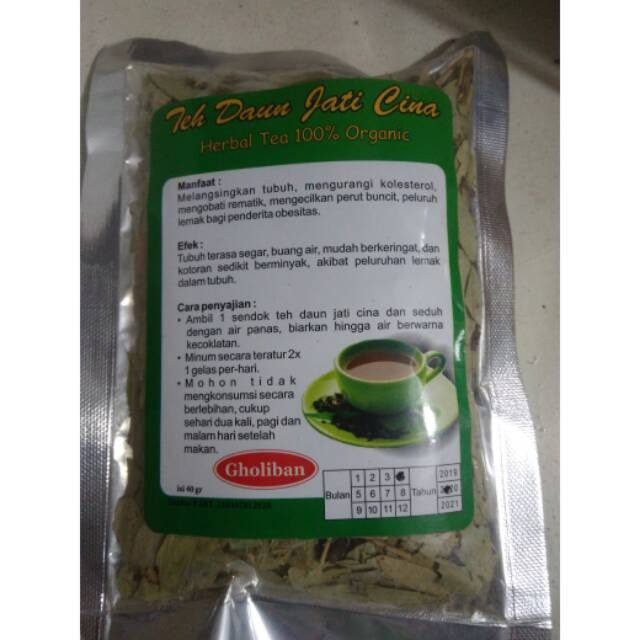 Teh Daun Jati Cina
Herbal Tea 100% Organic
Manfaat :
Melangsingkan tubuh, mengurangi kolesterol,
mengobati rematik, mengecilkan perut buncit, peluruh
lemak bagi penderita obesitas.
Efek :
Tubuh terasa segar, buang air, mudah berkeringat, dan
kotoran sedikit berminyak, akibat peluruhan lemak
dalam tubuh.
Cara penyajian :
• Ambil 1 sendok teh daun jati cina dan seduh
dengan air panas, biarkan hingga air berwarna
kecoklatan.
• Minum secara teratur 2x
1 gelas per-hari.
• Mohon tidak
mengkonsumsi secara
berlebihan, cukup
sehari dua kali, pagi dan
malam hari setelah
makan.
Gholiban
isi 40 gr
Bulan
1 2 3
5 6 7 8
9 10 11 12
Tahun
2019
2021